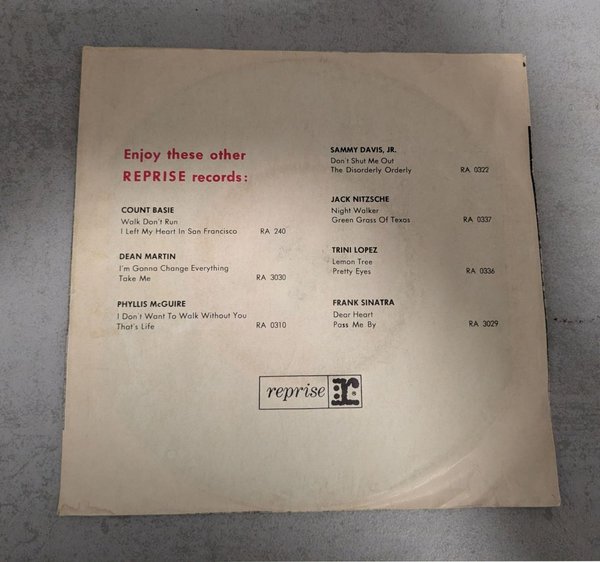 Enjoy these other
REPRISE records:
COUNT BASIE
Walk Don't Run
I Left My Heart In San Francisco RA 240
DEAN MARTIN
I'm Gonna Change Everything
Take Me RA 3030
PHYLLIS McGUIRE
I Don't Want To Walk Without You
That's Life RA 0310
SAMMY DAVIS, JR.
Don't Shut Me Out
The Disorderly Orderly RA 0322
JACK NITZSCHE
Night Walker
Green Grass Of Texas RA 0337
TRINI LOPEZ
Lemon Tree
Pretty Eyes RA 0336
FRANK SINATRA
Dear Heart
Pass Me By RA 3029
reprise r:®